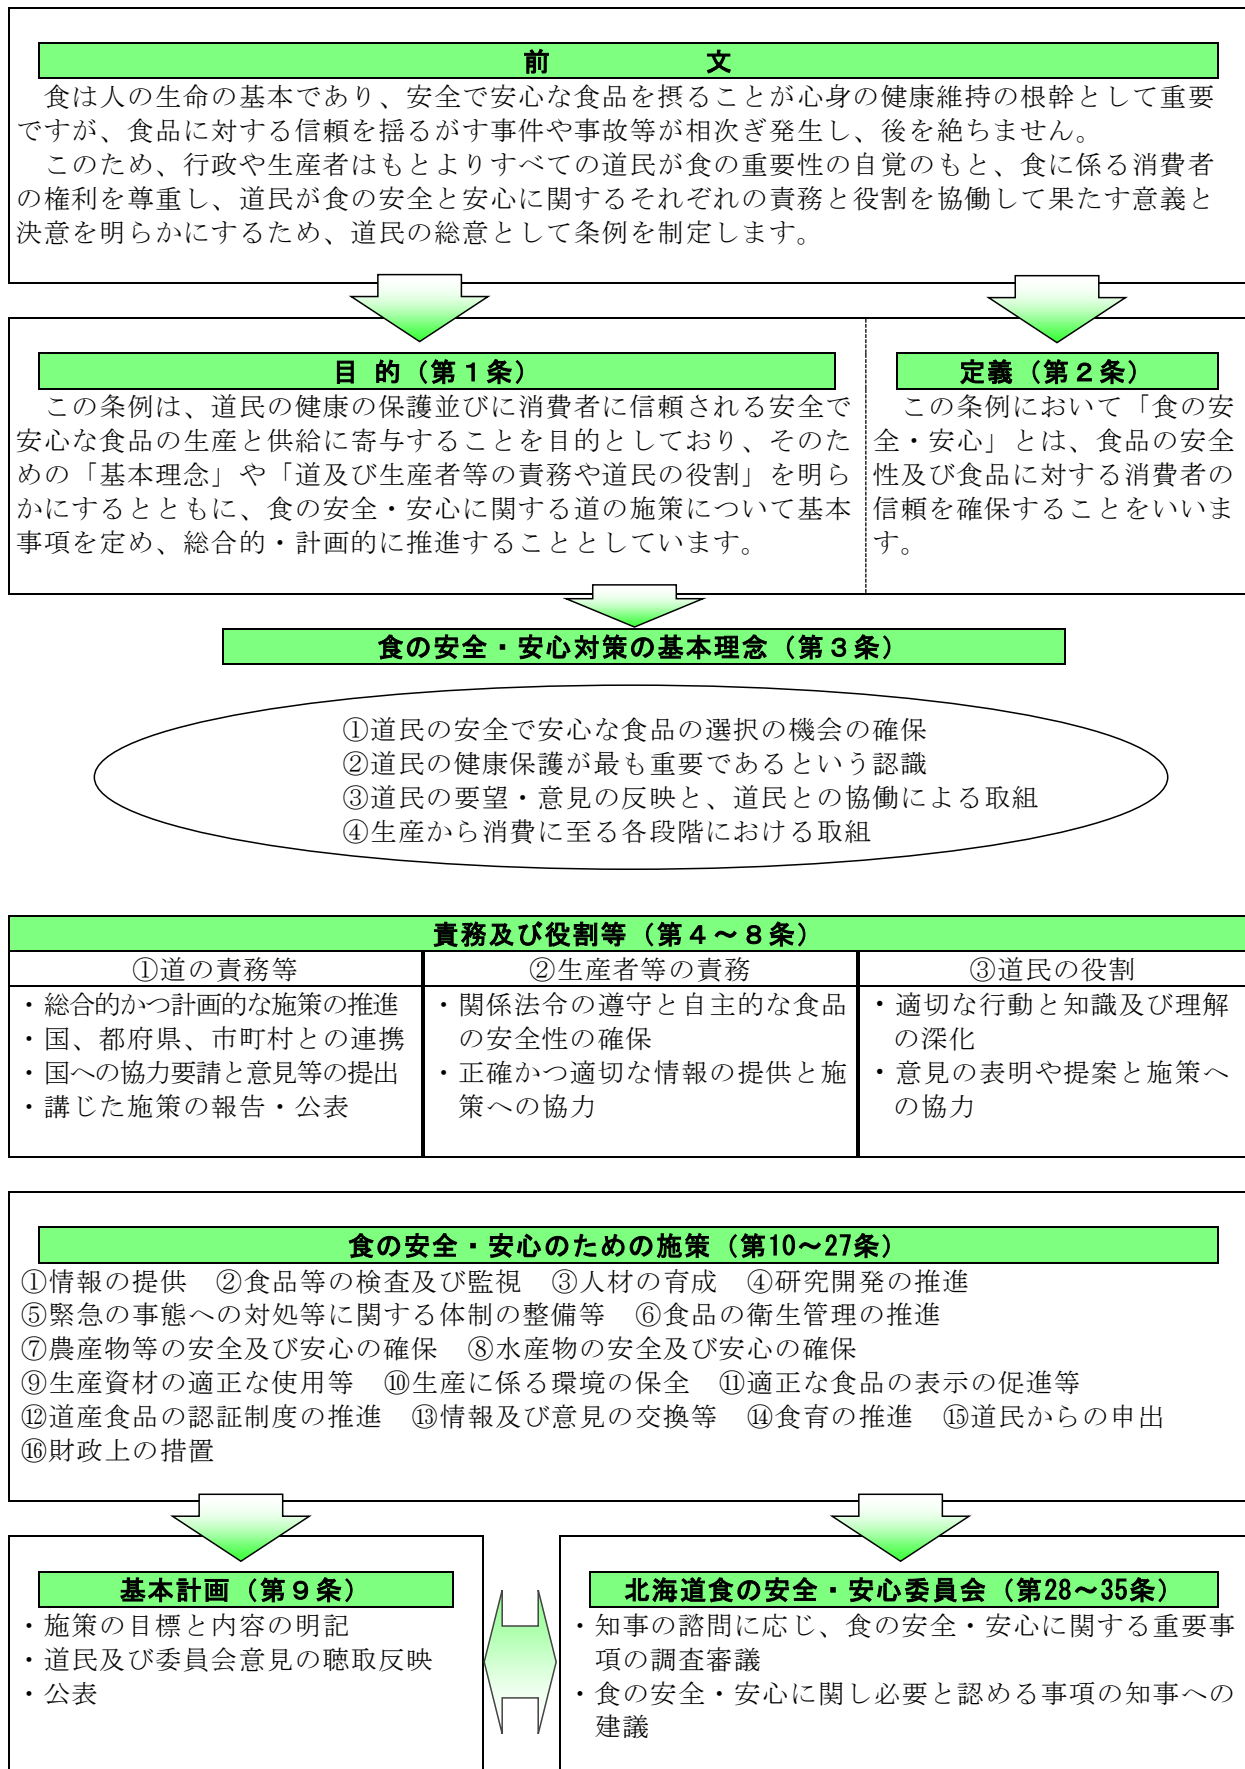 前　文
　食は人の生命の基本であり、安全で安心な食品を摂ることが心身の健康維持の根幹として重要
ですが、食品に対する信頼を揺るがす事件や事故等が相次ぎ発生し、後を絶ちません。
　このため、行政や生産者はもとよりすべての道民が食の重要性の自覚のもと、食に係る消費者
の権利を尊重し、道民が食の安全と安心に関するそれぞれの責務と役割を協働して果たす意義と
決意を明らかにするため、道民の総意として条例を制定します。
目 的（第１条）
　この条例は、道民の健康の保護並びに消費者に信頼される安全で
安心な食品の生産と供給に寄与することを目的としており、そのた
めの「基本理念」や「道及び生産者等の責務や道民の役割」を明ら
かにするとともに、食の安全・安心に関する道の施策について基本
事項を定め、総合的・計画的に推進することとしています。
定義（第２条）
　この条例において「食の安
全・安心」とは、食品の安全
性及び食品に対する消費者の
信頼を確保することをいいま
す。
食の安全・安心対策の基本理念（第３条）
①道民の安全で安心な食品の選択の機会の確保
②道民の健康保護が最も重要であるという認識
③道民の要望・意見の反映と、道民との協働による取組
④生産から消費に至る各段階における取組
責務及び役割等（第４～８条）
①道の責務等
・総合的かつ計画的な施策の推進
・国、都府県、市町村との連携
・国への協力要請と意見等の提出
・講じた施策の報告・公表
②生産者等の責務
・関係法令の遵守と自主的な食品
の安全性の確保
・正確かつ適切な情報の提供と施
策への協力
③道民の役割
・適切な行動と知識及び理解
の深化
・意見の表明や提案と施策へ
の協力
食の安全・安心のための施策（第10～27条）
①情報の提供　②食品等の検査及び監視　③人材の育成　④研究開発の推進
⑤緊急の事態への対処等に関する体制の整備等　⑥食品の衛生管理の推進
⑦農産物等の安全及び安心の確保　⑧水産物の安全及び安心の確保
⑨生産資材の適正な使用等　⑩生産に係る環境の保全　⑪適正な食品の表示の促進等
⑫道産食品の認証制度の推進　⑬情報及び意見の交換等　⑭食育の推進　⑮道民からの申出
⑯財政上の措置
基本計画（第９条）
・施策の目標と内容の明記
・道民及び委員会意見の聴取反映
・公表
北海道食の安全・安心委員会（第28～35条）
・知事の諮問に応じ、食の安全・安心に関する重要事
項の調査審議
・食の安全・安心に関し必要と認める事項の知事への
建議